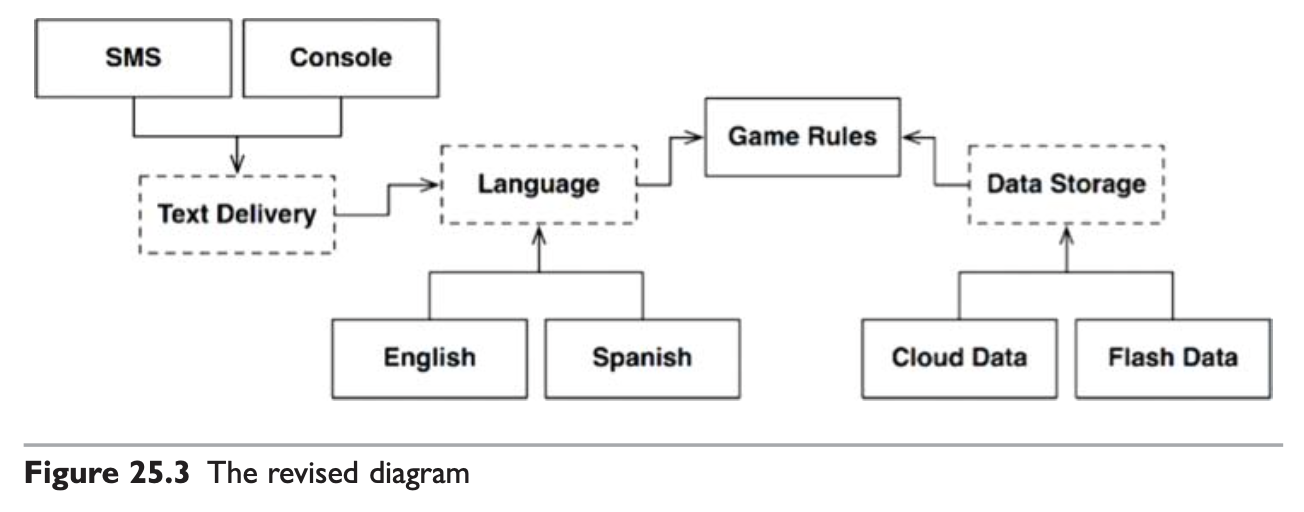 SMS
Console
Game Rules
Text Delivery
Language
Data Storage
English
Spanish
Cloud Data
Flash Data
Figure 25.3 The revised diagram